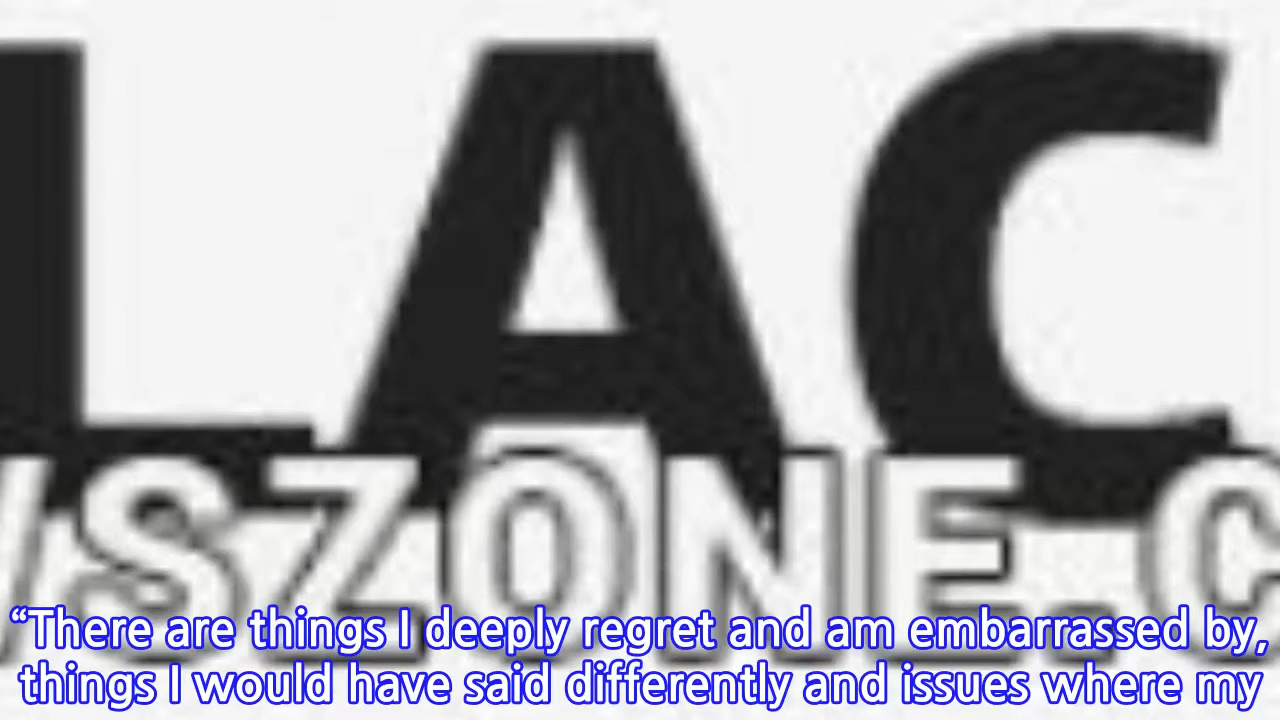 LAC
WSZONE.C
“There are things I deeply regret and am embarrassed by,
things I would have said differently and issues where my